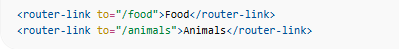 <router-link to="/food">Food</router-link>
<router-link to="/animals">Animals</router-link>